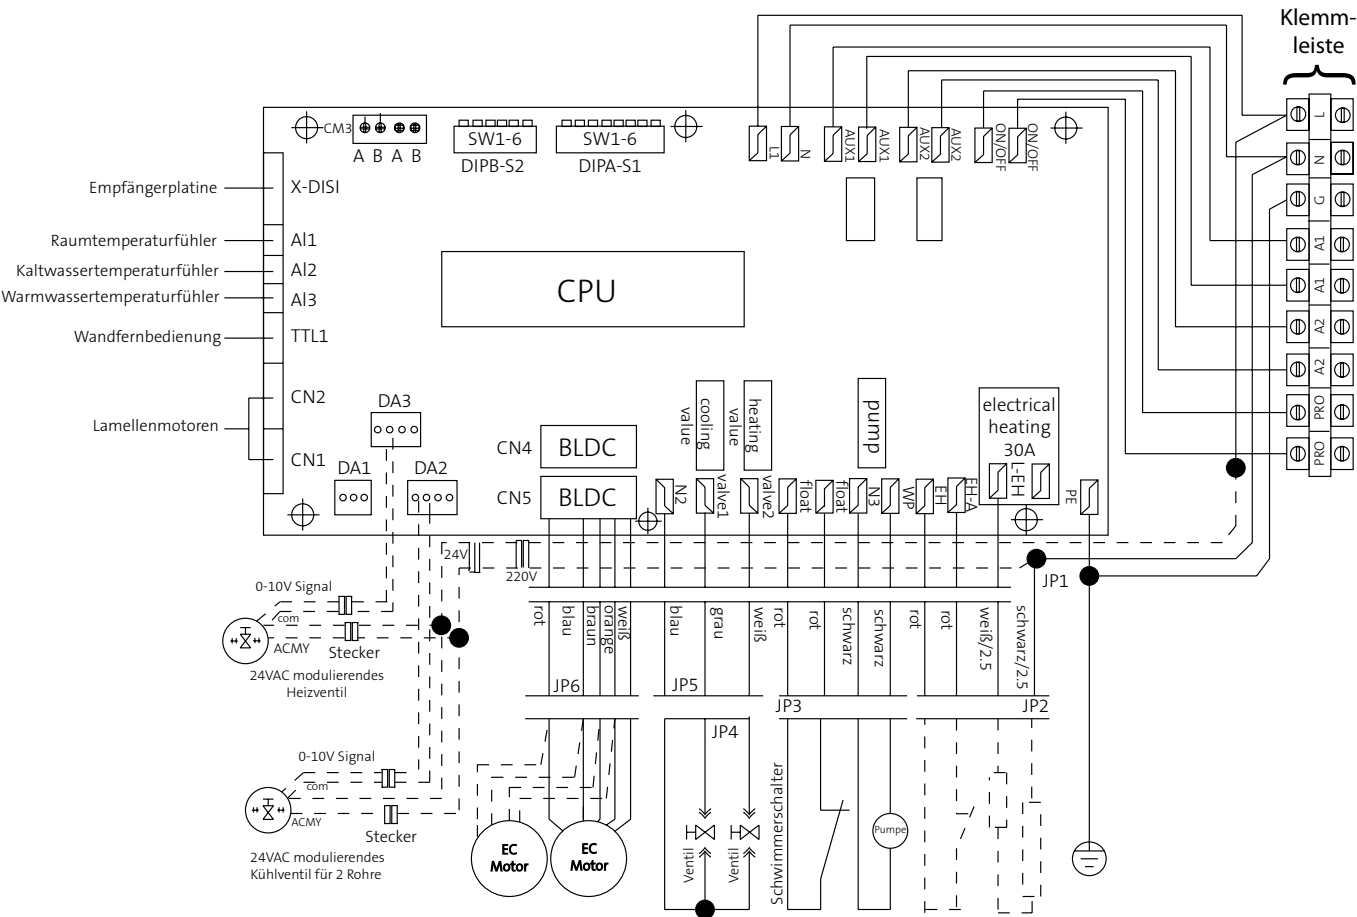 Klemm-
leiste
L
N
G
A1
A1
A2
A2
PRO
PRO
CM3
A B A B
SW1-6
DIPB-S2
SW1-6
DIPA-S1
L1
N
AUX1
AUX1
AUX2
AUX2
ON/OFF
ON/OFF
Empfängerplatine
X-DISI
Raumtemperaturfühler
AI1
Kaltwassertemperaturfühler
AI2
Warmwassertemperaturfühler
AI3
Wandfernbedienung
TTL1
Lamellenmotoren
CN2
CN1
CPU
DA3
DA1
DA2
CN4
BLDC
CN5
BLDC
cooling
value
heating
value
pump
electrical
heating
30A
L-EH
N2
valve1
valve2
float
float
N3
WP
EH
EH-A
PE
24V
220V
JP1
0-10V Signal
com
ACMY
Stecker
24VAC modulierendes
Heizventil
rot
blau
braun
orange
weiß
blau
grau
weiß
rot
rot
schwarz
schwarz
rot
rot
weiß/2.5
schwarz/2.5
JP6
JP5
JP4
JP3
JP2
0-10V Signal
com
ACMY
Stecker
24VAC modulierendes
Kühlventil für 2 Rohre
EC
Motor
EC
Motor
Ventil
Ventil
Schwimmerschalter
Pumpe